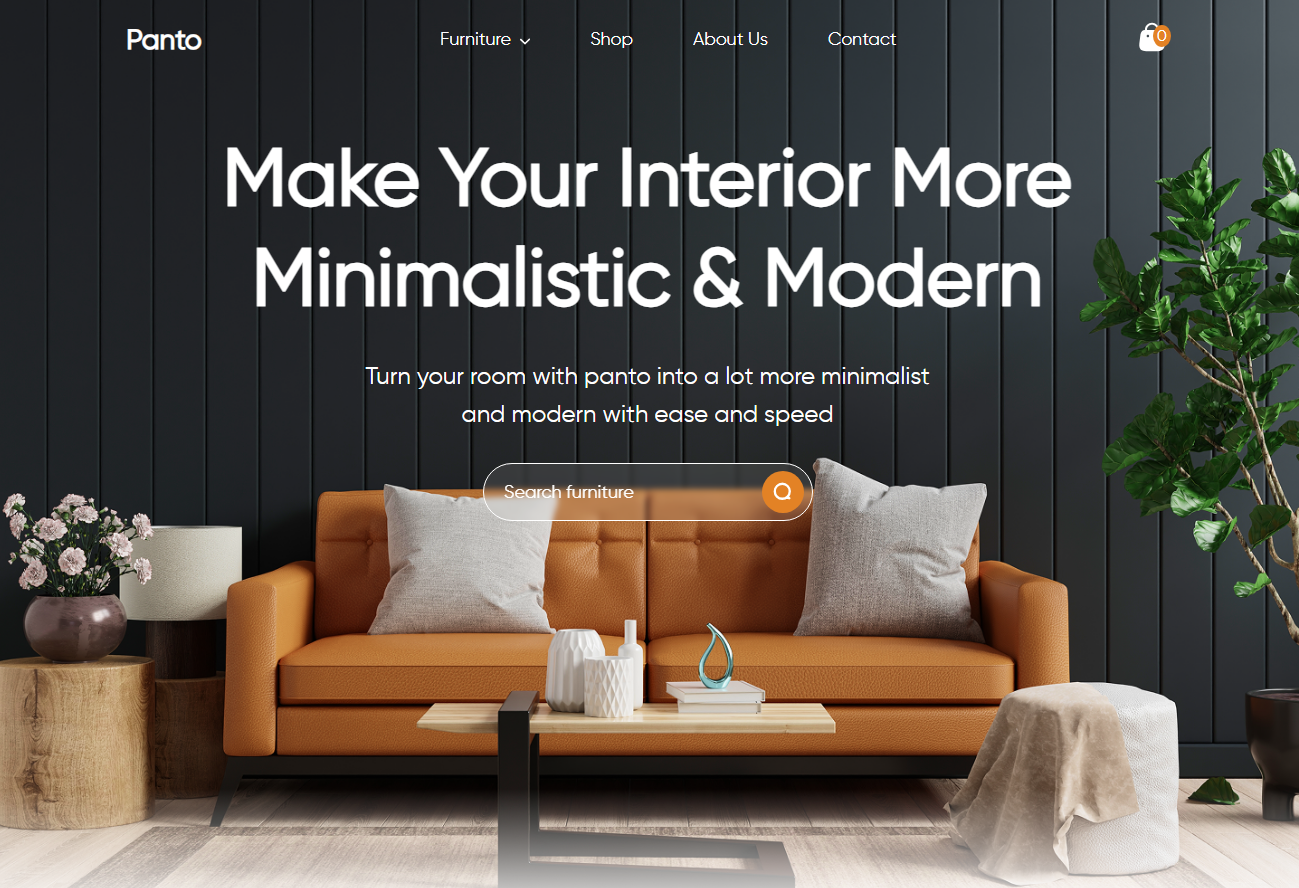 Panto
Furniture
Shop
About Us
Contact
0
Make Your Interior More
Minimalistic & Modern
Turn your room with panto into a lot more minimalist
and modern with ease and speed
Search furniture